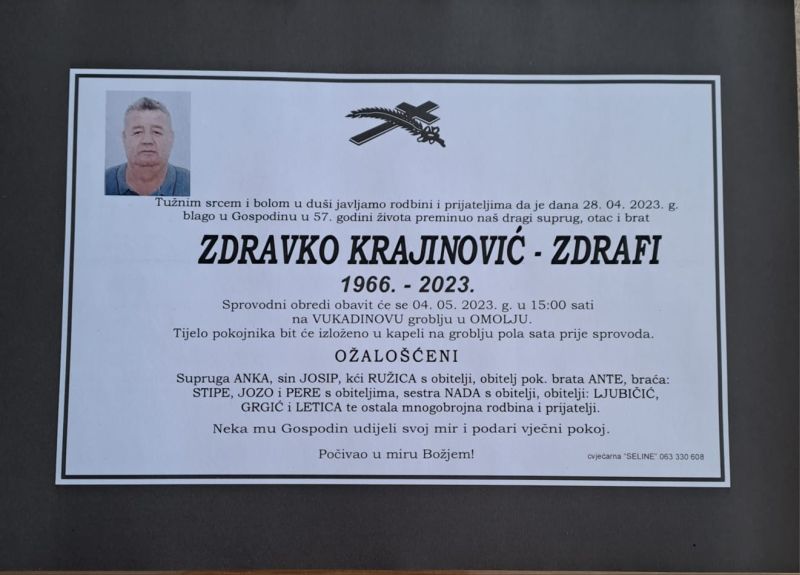 Tužnim srcem i bolom u duši javljamo rodbini i prijateljima da je dana 28. 04. 2023. g.
blago u Gospodinu u 57. godini života preminuo naš dragi suprug, otac i brat
ZDRAVKO KRAJINOVIĆ - ZDRAFI
1966. - 2023.
Sprovodni obredi obavit će se 04. 05. 2023. g. u 15:00 sati
na VUKADINOVU groblju u OMOLJU.
Tijelo pokojnika bit će izloženo u kapeli na groblju pola sata prije sprovoda.
OŽALOŠĆENI
Supruga ANKA, sin JOSIP, kći RUŽICA s obitelji, obitelj pok. brata ANTE, braća:
STIPE, JOZO i PERE s obiteljima, sestra NADA s obitelji, obitelji: LJUBIČIĆ,
GRGIĆ i LETICA te ostala mnogobrojna rodbina i prijatelji.
Neka mu Gospodin udijeli svoj mir i podari vječni pokoj.
Počivao u miru Božjem!
cvjećarna "SELINE" 063 330 608